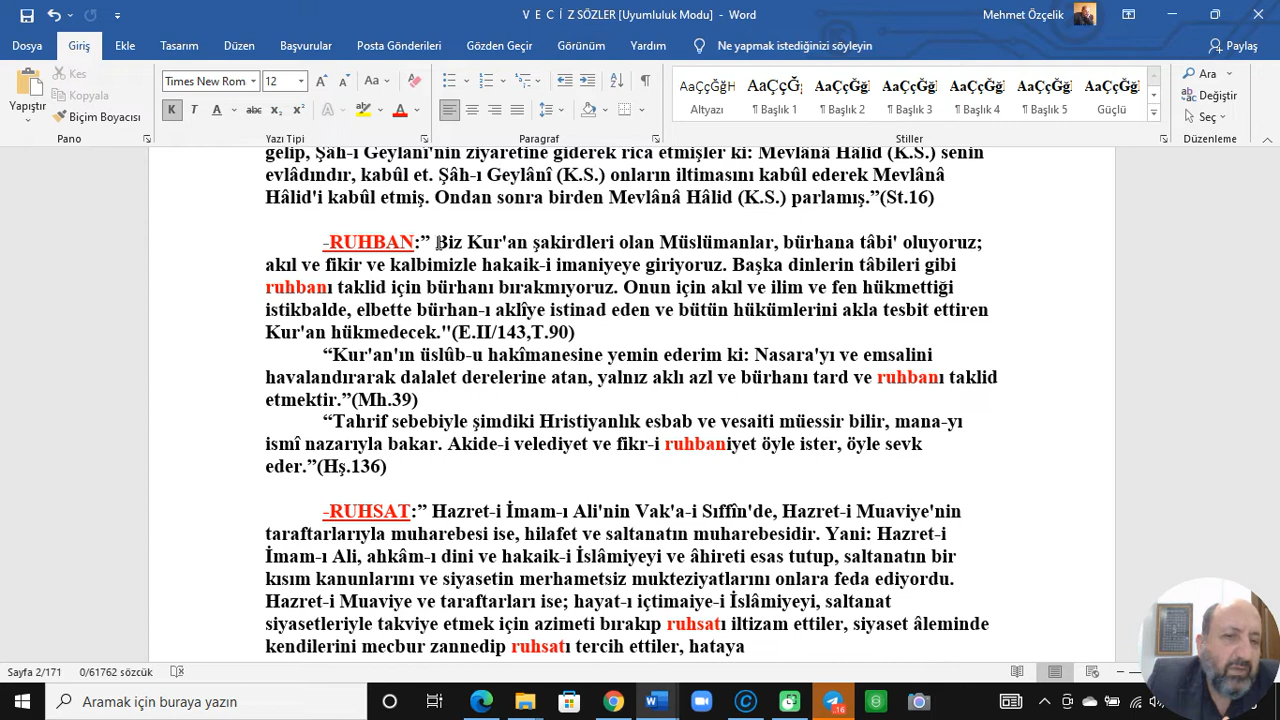 V E C İ Z SÖZLER [Uyumluluk Modu] - Word
Mehmet Özçelik
Dosya Giriş Ekle Tasarım Düzen Başvurular Posta Gönderileri Gözden Geçir Görünüm Yardım Ne yapmak istediğinizi söyleyin Paylaş
Yapıştır
Kes
Kopyala
Biçim Boyacısı
Pano
Times New Rom 12
Yazı Tipi
Paragraf
AaÇçĞğH AaÇçĞ AaÇçĞğ AaÇçĞğ AaÇçĞğ AaÇçĞğ AaÇçĞğ
Altyazı ¶ Başlık 1 ¶ Başlık 2 ¶ Başlık 3 ¶ Başlık 4 ¶ Başlık 5 Güçlü
Stiller
Ara
Değiştir
Seç
Düzenleme
gelip, Şâh-ı Geylanî'nin ziyaretine giderek rica etmişler ki: Mevlâna Hâlid (K.S.) senin
evlâdındır, kabûl et. Şâh-ı Geylânî (K.S.) onların iltimasını kabûl ederek Mevlânâ
Hâlid'i kabûl etmiş. Ondan sonra birden Mevlânâ Hâlid (K.S.) parlamış.”(St.16)
-RUHBAN:” Biz Kur'an şakirdleri olan Müslümanlar, bürhana tâbi' oluyoruz;
akıl ve fikir ve kalbimizle hakaik-i imaniyeye giriyoruz. Başka dinlerin tâbileri gibi
ruhbanı taklid için bürhanı bırakmıyoruz. Onun için akıl ve ilim ve fen hükmettiği
istikbalde, elbette bürhan-ı aklîye istinad eden ve bütün hükümlerini akla tesbit ettiren
Kur'an hükmedecek."(E.II/143,T.90)
“Kur'an'ın üslûb-u hakîmanesine yemin ederim ki: Nasara'yı ve emsalini
havalandırarak dalalet derelerine atan, yalnız aklı azl ve bürhanı tard ve ruhbanı taklid
etmektir.”(Mh.39)
“Tahrif sebebiyle şimdiki Hristiyanlık esbab ve vesaiti müessir bilir, mana-yı
ismî nazarıyla bakar. Akide-i velediyet ve fikr-i ruhbaniyet öyle ister, öyle sevk
eder.”(Hş.136)
-RUHSAT:” Hazret-i İmam-ı Ali'nin Vak'a-i Sıffîn'de, Hazret-i Muaviye'nin
taraftarlarıyla muharebesi ise, hilafet ve saltanatın muharebesidir. Yani: Hazret-i
İmam-ı Ali, ahkâm-ı dini ve hakaik-i İslâmiyeyi ve âhireti esas tutup, saltanatın bir
kısım kanunlarını ve siyasetin merhametsiz mukteziyatlarını onlara feda ediyordu.
Hazret-i Muaviye ve taraftarları ise; hayat-ı içtimaiye-i İslâmiyeyi, saltanat
siyasetleriyle takviye etmek için azimeti bırakıp ruhsatı iltizam ettiler, siyaset âleminde
kendilerini mecbur zannedip ruhsatı tercih ettiler, hataya
Sayfa 2/171 0/61762 sözcük
Aramak için buraya yazın
16